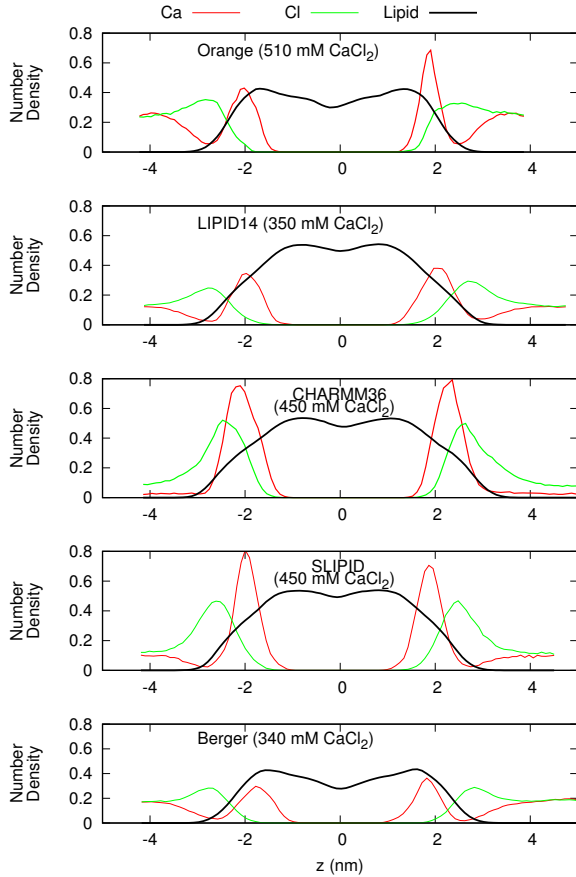 Ca Cl Lipid
Number
Density
0.8
0.6
0.4
0.2
0
Orange (510 mM CaCl2)
-4 -2 0 2 4
Number
Density
0.8
0.6
0.4
0.2
0
LIPID14 (350 mM CaCl2)
-4 -2 0 2 4
Number
Density
0.8
0.6
0.4
0.2
0
CHARMM36
(450 mM CaCl2)
-4 -2 0 2 4
Number
Density
0.8
0.6
0.4
0.2
0
SLIPID
(450 mM CaCl2)
-4 -2 0 2 4
Number
Density
0.8
0.6
0.4
0.2
0
Berger (340 mM CaCl2)
-4 -2 0 2 4
z (nm)